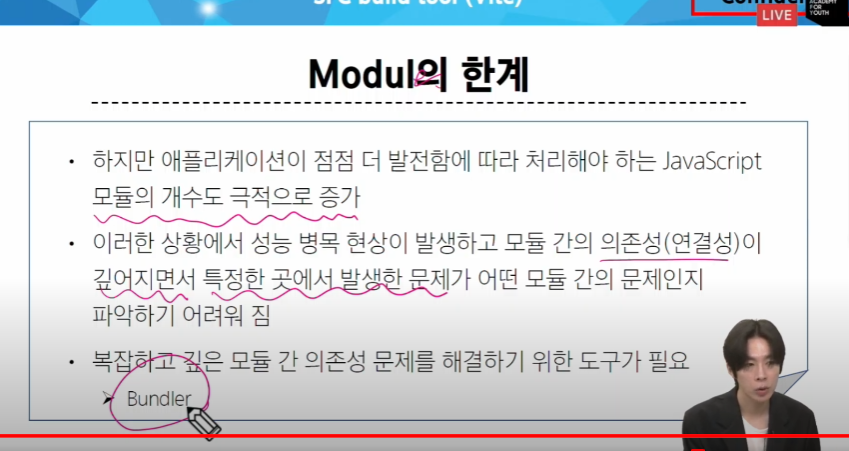 SFC build tool (Vite)
LIVE
ACADEMY
FOR
YOUTH
Modul의 한계
• 하지만 애플리케이션이 점점 더 발전함에 따라 처리해야 하는 JavaScript
모듈의 개수도 극적으로 증가
• 이러한 상황에서 성능 병목 현상이 발생하고 모듈 간의 의존성(연결성)이
깊어지면서 특정한 곳에서 발생한 문제가 어떤 모듈 간의 문제인지
파악하기 어려워 짐
• 복잡하고 깊은 모듈 간 의존성 문제를 해결하기 위한 도구가 필요
➤ Bundler